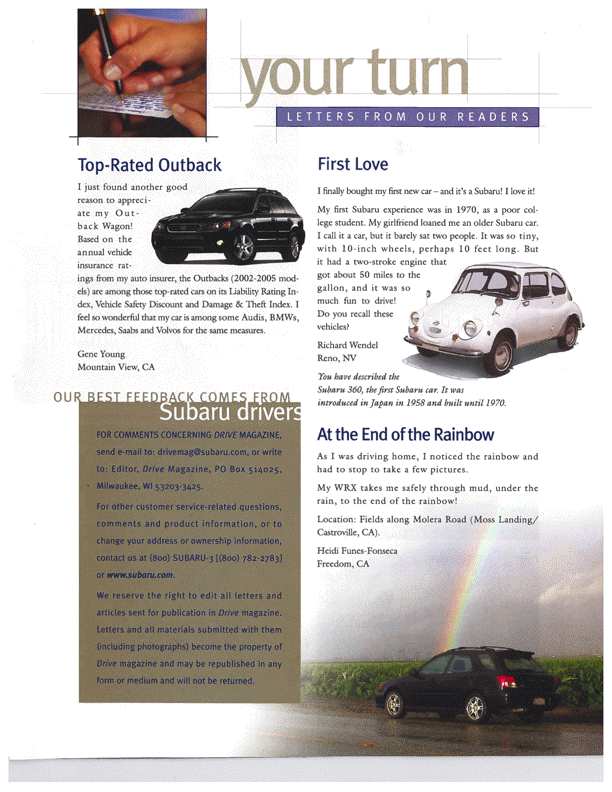 your turn
LETTERS FROM OUR READERS
Top-Rated Outback
I just found another good
reason to appreci-
ate my Out-
back Wagon!
Based on the
annual vehicle
insurance rat-
ings from my auto insurer, the Outbacks (2002-2005 mod-
els) are among those top-rated cars on its Liability Rating In-
dex, Vehicle Safety Discount and Damage & Theft Index. I
feel so wonderful that my car is among some Audis, BMWs,
Mercedes, Saabs and Volvos for the same measures.
Gene Young
Mountain View, CA
OUR BEST FEEDBACK COMES FROM
Subaru drivers
FOR COMMENTS CONCERNING DRIVE MAGAZINE,
send e-mail to: drivemag@subaru.com, or write
to: Editor, Drive Magazine, PO Box 514025,
Milwaukee, WI 53203-3425.
For other customer service-related questions,
comments and product information, or to
change your address or ownership information,
contact us at (800) SUBARU-3 [(800) 782-2783]
or www.subaru.com.
We reserve the right to edit all letters and
articles sent for publication in Drive magazine.
Letters and all materials submitted with them
(including photographs) become the property of
Drive magazine and may be republished in any
form or medium and will not be returned.
First Love
I finally bought my first new car – and it's a Subaru! I love it!
My first Subaru experience was in 1970, as a poor col-
lege student. My girlfriend loaned me an older Subaru car.
I call it a car, but it barely sat two people. It was so tiny,
with 10-inch wheels, perhaps 10 feet long. But
it had a two-stroke engine that
got about 50 miles to the
gallon, and it was so
much fun to drive!
Do you recall these
vehicles?
Richard Wendel
Reno, NV
You have described the
Subaru 360, the first Subaru car. It was
introduced in Japan in 1958 and built until 1970.
At the End of the Rainbow
As I was driving home, I noticed the rainbow and
had to stop to take a few pictures.
My WRX takes me safely through mud, under the
rain, to the end of the rainbow!
Location: Fields along Molera Road (Moss Landing/
Castroville, CA).
Heidi Funes-Fonseca
Freedom, CA